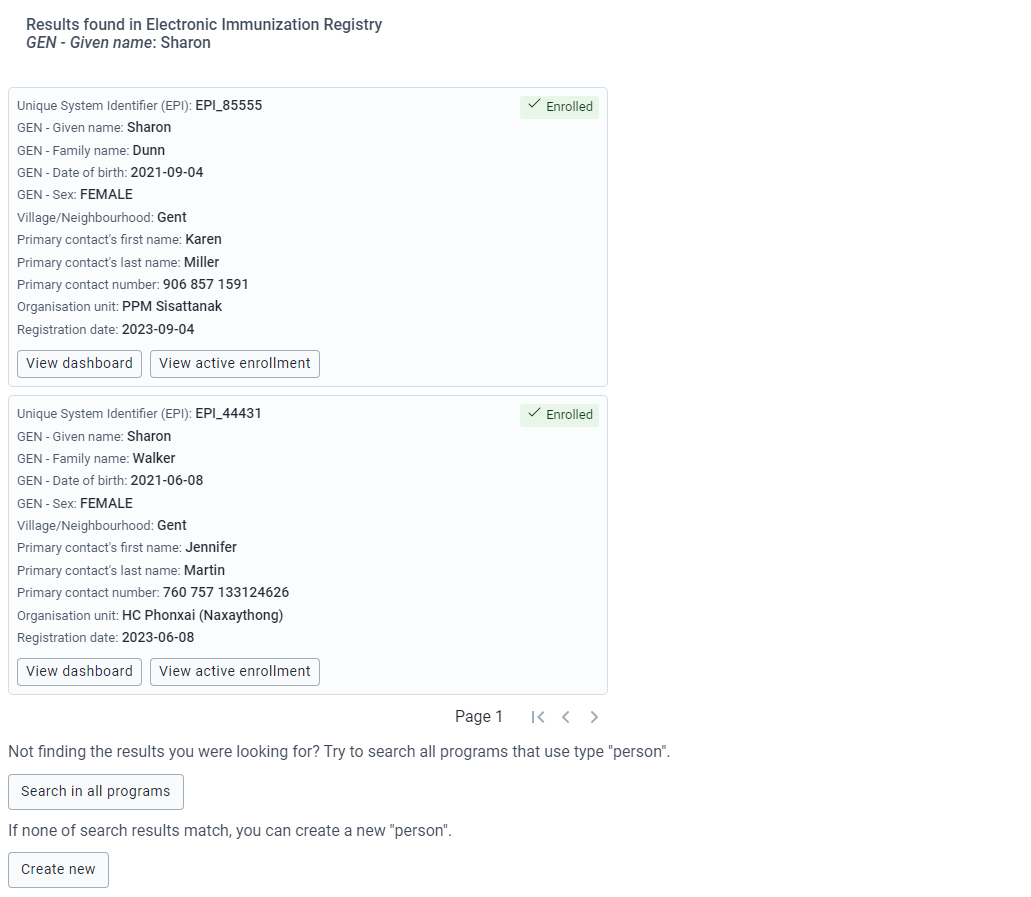 Results found in Electronic Immunization Registry
GEN - Given name: Sharon
Unique System Identifier (EPI): EPI_85555
Enrolled
GEN - Given name: Sharon
GEN - Family name: Dunn
GEN - Date of birth: 2021-09-04
GEN - Sex: FEMALE
Village/Neighbourhood: Gent
Primary contact's first name: Karen
Primary contact's last name: Miller
Primary contact number: 906 857 1591
Organisation unit: PPM Sisattanak
Registration date: 2023-09-04
View dashboard View active enrollment
Unique System Identifier (EPI): EPI_44431
Enrolled
GEN - Given name: Sharon
GEN - Family name: Walker
GEN - Date of birth: 2021-06-08
GEN - Sex: FEMALE
Village/Neighbourhood: Gent
Primary contact's first name: Jennifer
Primary contact's last name: Martin
Primary contact number: 760 757 133124626
Organisation unit: HC Phonxai (Naxaythong)
Registration date: 2023-06-08
View dashboard View active enrollment
Page 1
Not finding the results you were looking for? Try to search all programs that use type "person".
Search in all programs
If none of search results match, you can create a new "person".
Create new